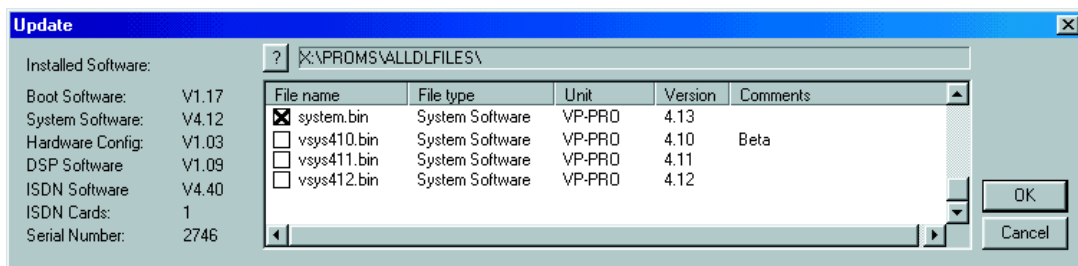 Update
Installed Software:
Boot Software: V1.17
System Software: V4.12
Hardware Config: V1.03
DSP Software V1.09
ISDN Software V4.40
ISDN Cards: 1
Serial Number: 2746
? X:\PROMS\ALLDLFILES\
File name File type Unit Version Comments
system.bin System Software VP-PRO 4.13
vsys410.bin System Software VP-PRO 4.10 Beta
vsys411.bin System Software VP-PRO 4.11
vsys412.bin System Software VP-PRO 4.12
OK
Cancel